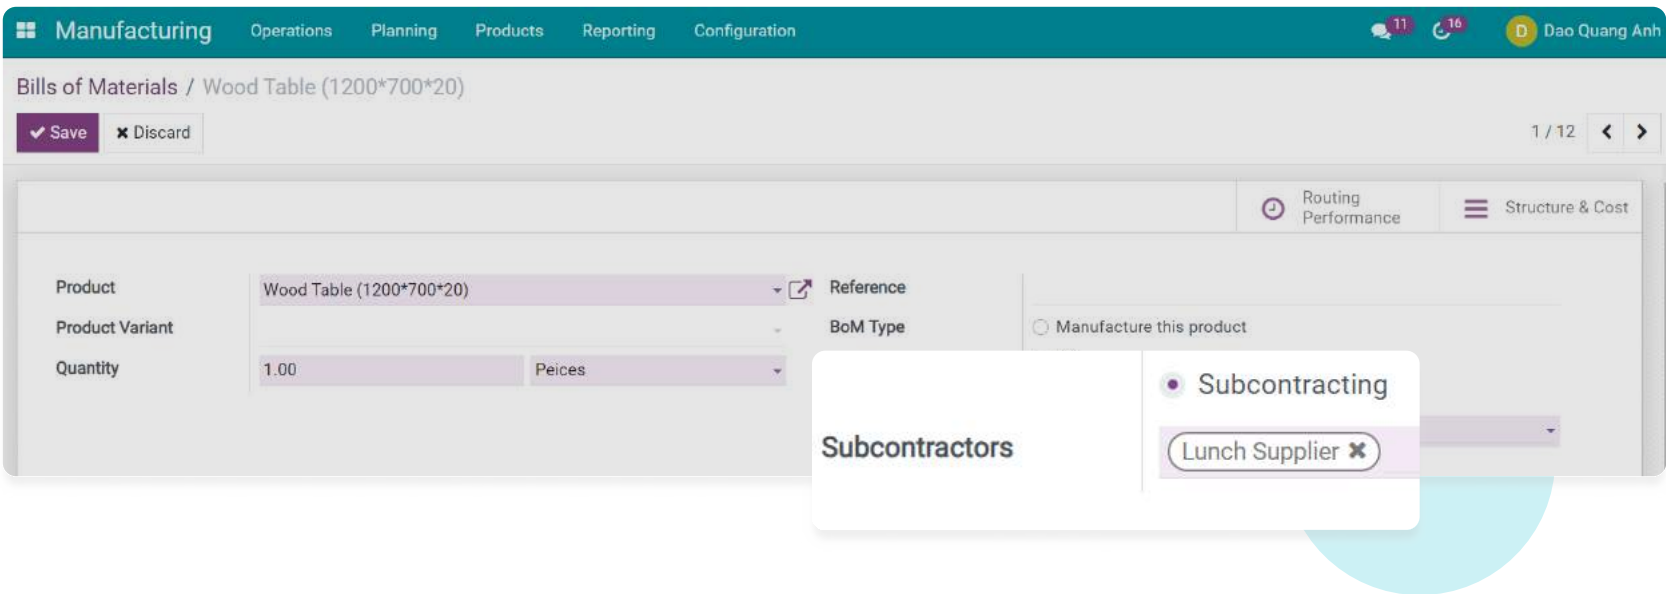 Manufacturing Operations Planning Products Reporting Configuration 11 16 D Dao Quang Anh
Bills of Materials / Wood Table (1200*700*20)
Save Discard 1 / 12
Routing Performance
Structure & Cost
Product Wood Table (1200*700*20) Reference
Product Variant BoM Type Manufacture this product
Quantity 1.00 Peices
Subcontracting
Subcontractors Lunch Supplier